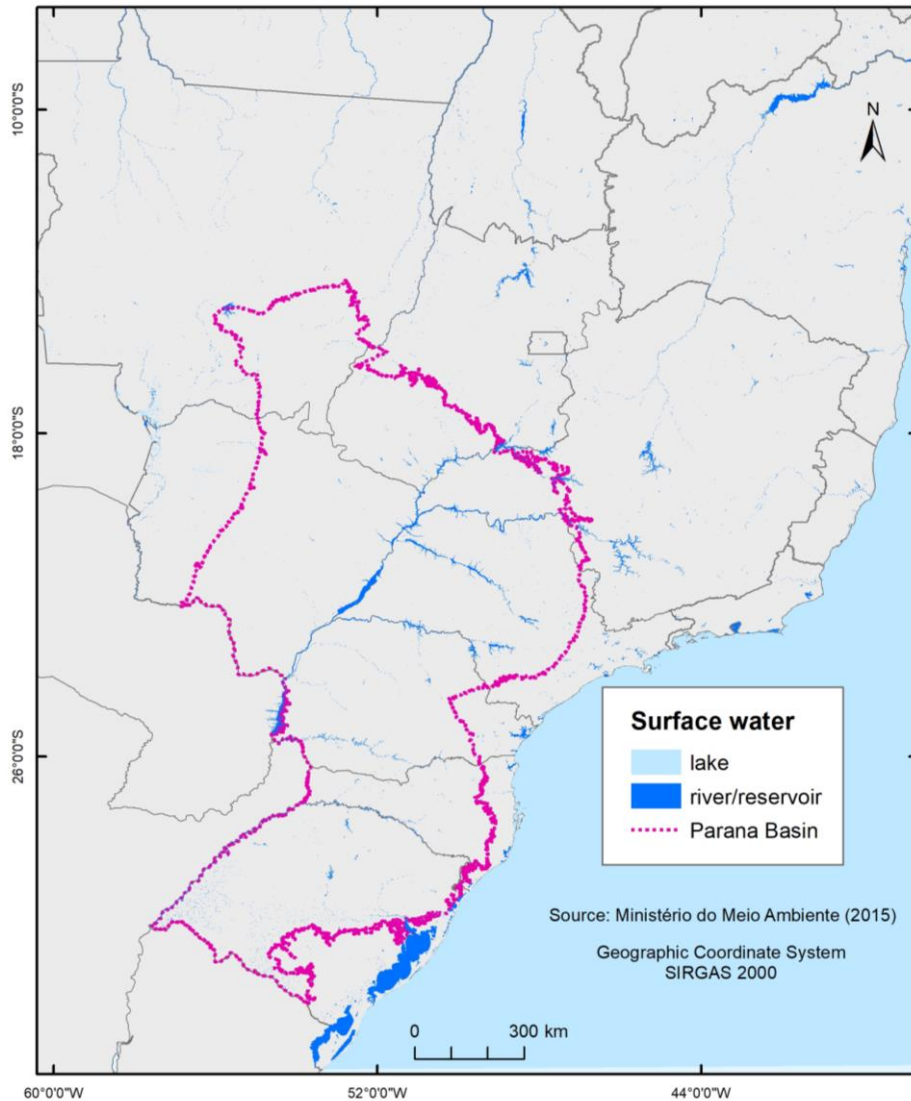 10°0'0"S
N
18°0'0"S
26°0'0"S
Surface water
lake
river/reservoir
Parana Basin
Source: Ministério do Meio Ambiente (2015)
Geographic Coordinate System
SIRGAS 2000
0 300 km
60°0'0"W 52°0'0"W 44°0'0"W